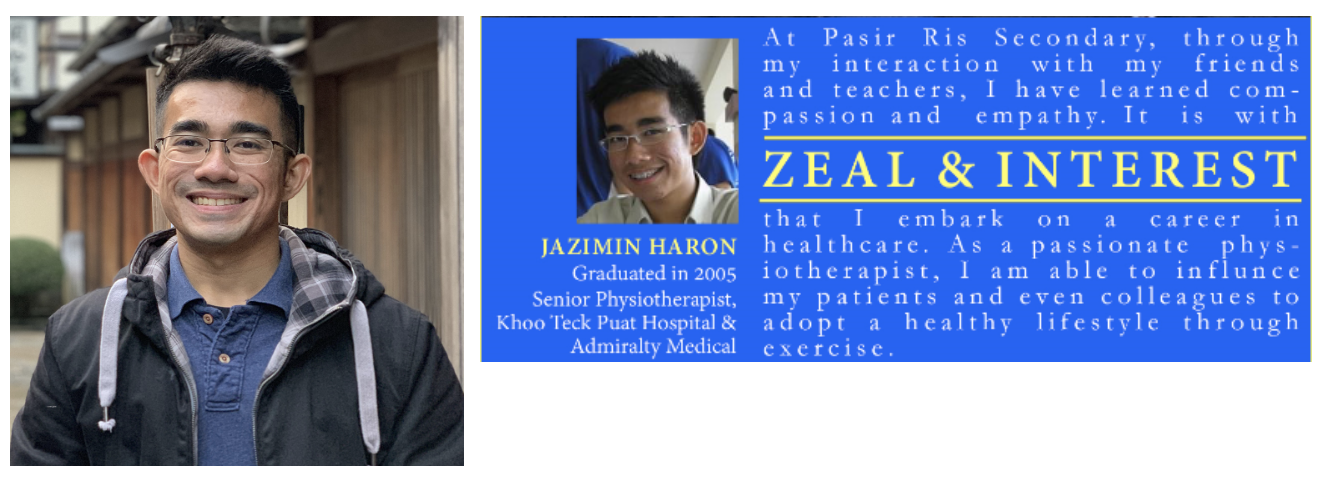 At Pasir Ris Secondary, through
my interaction with my friends
and teachers, I have learned com-
passion and empathy. It is with
ZEAL & INTEREST
that I embark on a career in
healthcare. As a passionate phys-
iotherapist, I am able to influnce
my patients and even colleagues to
adopt a healthy lifestyle through
exercise.
JAZIMIN HARON
Graduated in 2005
Senior Physiotherapist,
Khoo Teck Puat Hospital &
Admiralty Medical